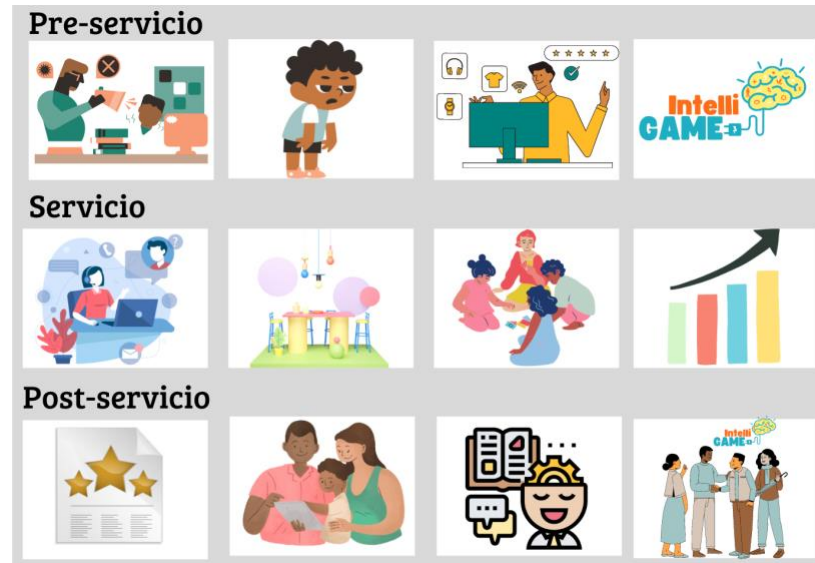 Pre-servicio
Intelli
GAME
Servicio
?
Post-servicio
Intelli
GAME